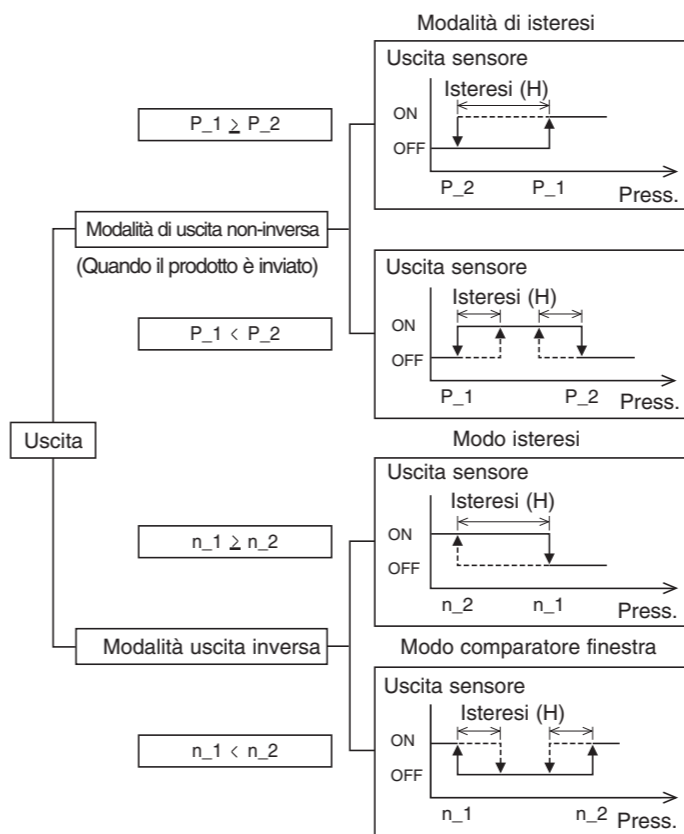 Modalità di isteresi
Uscita sensore
Isteresi (H)
ON
OFF
P_2 P_1
Press.
P_1 ≥ P_2
Modalità di uscita non-inversa
(Quando il prodotto è inviato)
P_1 < P_2
Uscita sensore
Isteresi (H)
ON
OFF
P_1 P_2
Press.
Uscita
Modo isteresi
Uscita sensore
Isteresi (H)
ON
OFF
n_2 n_1
Press.
n_1 ≥ n_2
Modalità uscita inversa
n_1 < n_2
Modo comparatore finestra
Uscita sensore
Isteresi (H)
ON
OFF
n_1 n_2
Press.